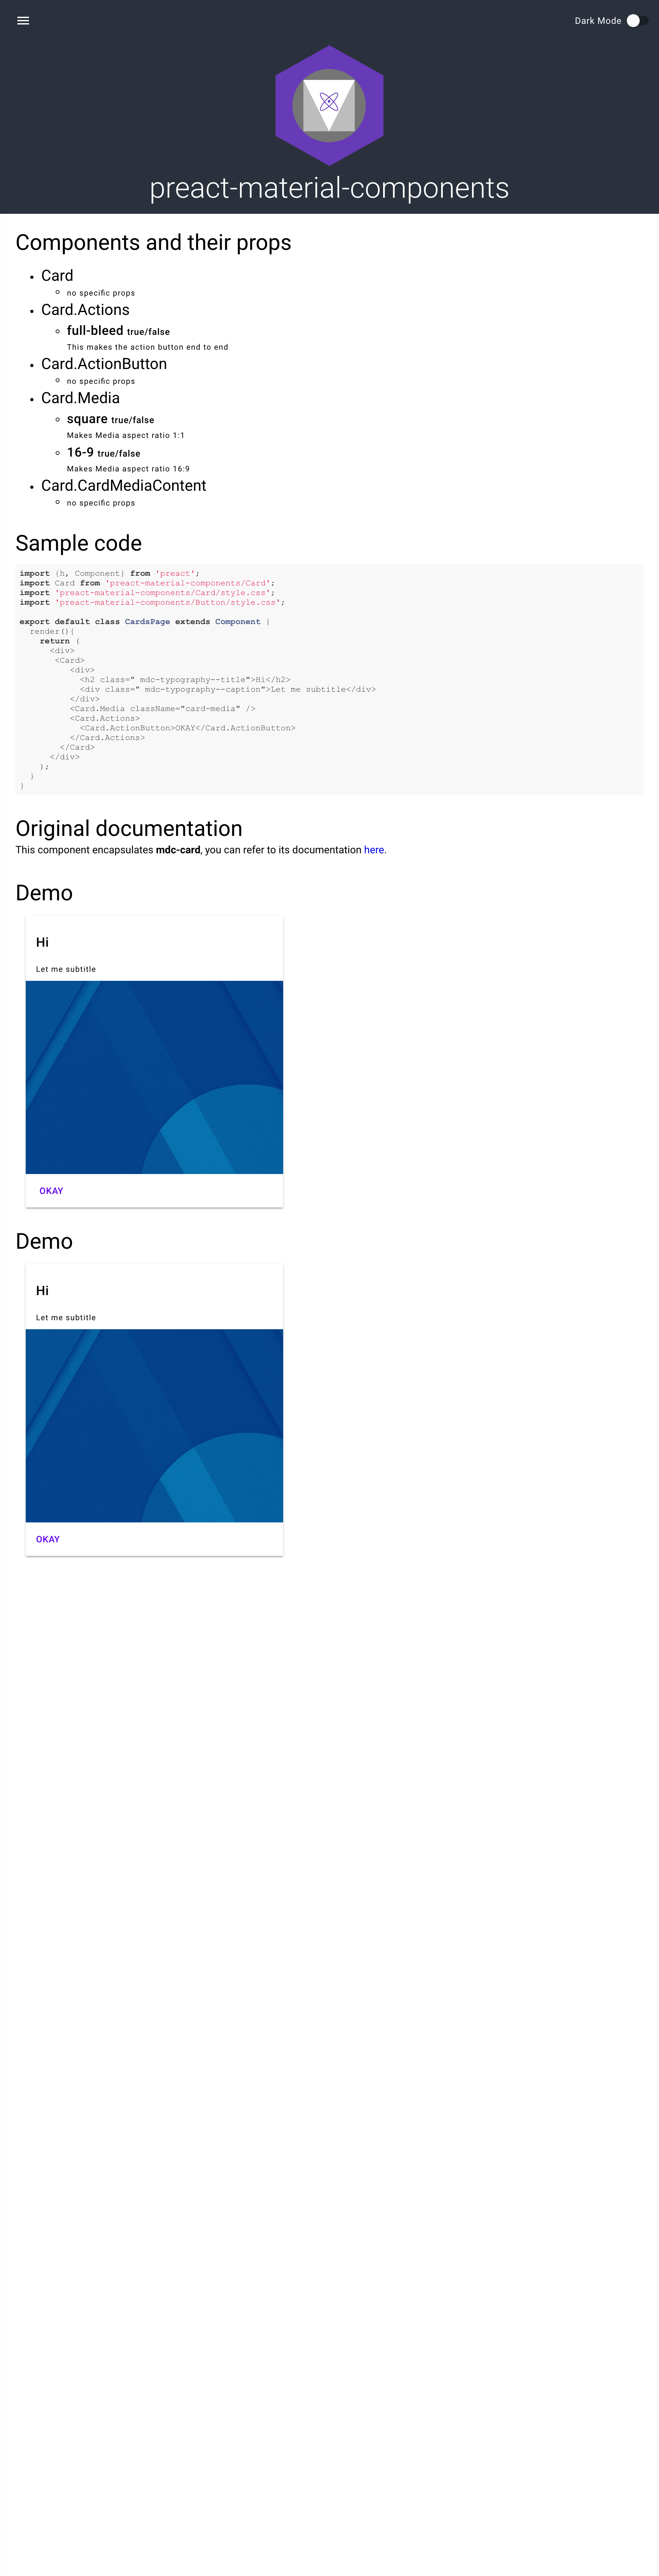 Dark Mode
preact-material-components
Components and their props
Card
no specific props
Card.Actions
full-bleed true/false
This makes the action button end to end
Card.ActionButton
no specific props
Card.Media
square true/false
Makes Media aspect ratio 1:1
16-9 true/false
Makes Media aspect ratio 16:9
Card.CardMediaContent
no specific props
Sample code
import {h, Component} from 'preact';
import Card from 'preact-material-components/Card';
import 'preact-material-components/Card/style.css';
import 'preact-material-components/Button/style.css';
export default class CardsPage extends Component {
  render(){
    return (
      <div>
       <Card>
          <div>
            <h2 class=" mdc-typography--title">Hi</h2>
            <div class=" mdc-typography--caption">Let me subtitle</div>
          </div>
          <Card.Media className="card-media" />
          <Card.Actions>
            <Card.ActionButton>OKAY</Card.ActionButton>
          </Card.Actions>
        </Card>
      </div>
    );
  }
}
Original documentation
This component encapsulates mdc-card, you can refer to its documentation here.
Demo
Hi
Let me subtitle
OKAY
Demo
Hi
Let me subtitle
OKAY